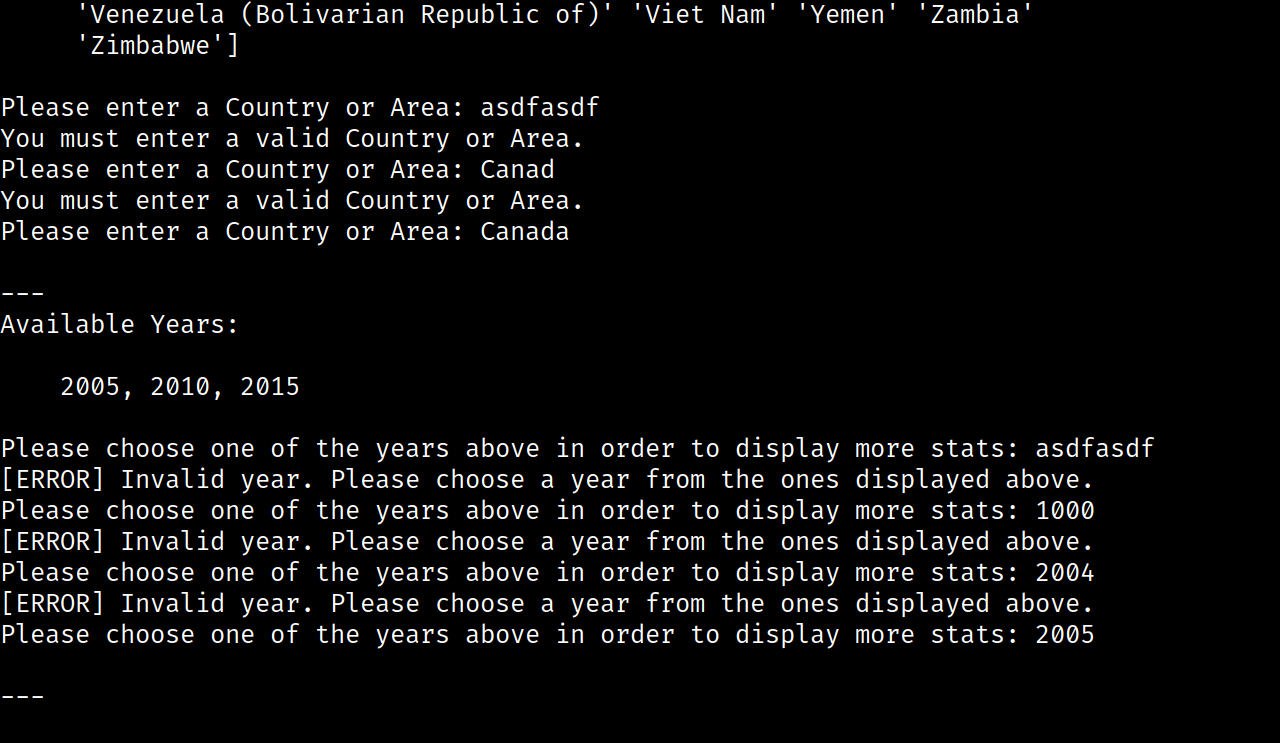 'Venezuela (Bolivarian Republic of)' 'Viet Nam' 'Yemen' 'Zambia'
'Zimbabwe']
Please enter a Country or Area: asdfasdf
You must enter a valid Country or Area.
Please enter a Country or Area: Canad
You must enter a valid Country or Area.
Please enter a Country or Area: Canada
---
Available Years:
2005, 2010, 2015
Please choose one of the years above in order to display more stats: asdfasdf
[ERROR] Invalid year. Please choose a year from the ones displayed above.
Please choose one of the years above in order to display more stats: 1000
[ERROR] Invalid year. Please choose a year from the ones displayed above.
Please choose one of the years above in order to display more stats: 2004
[ERROR] Invalid year. Please choose a year from the ones displayed above.
Please choose one of the years above in order to display more stats: 2005
---